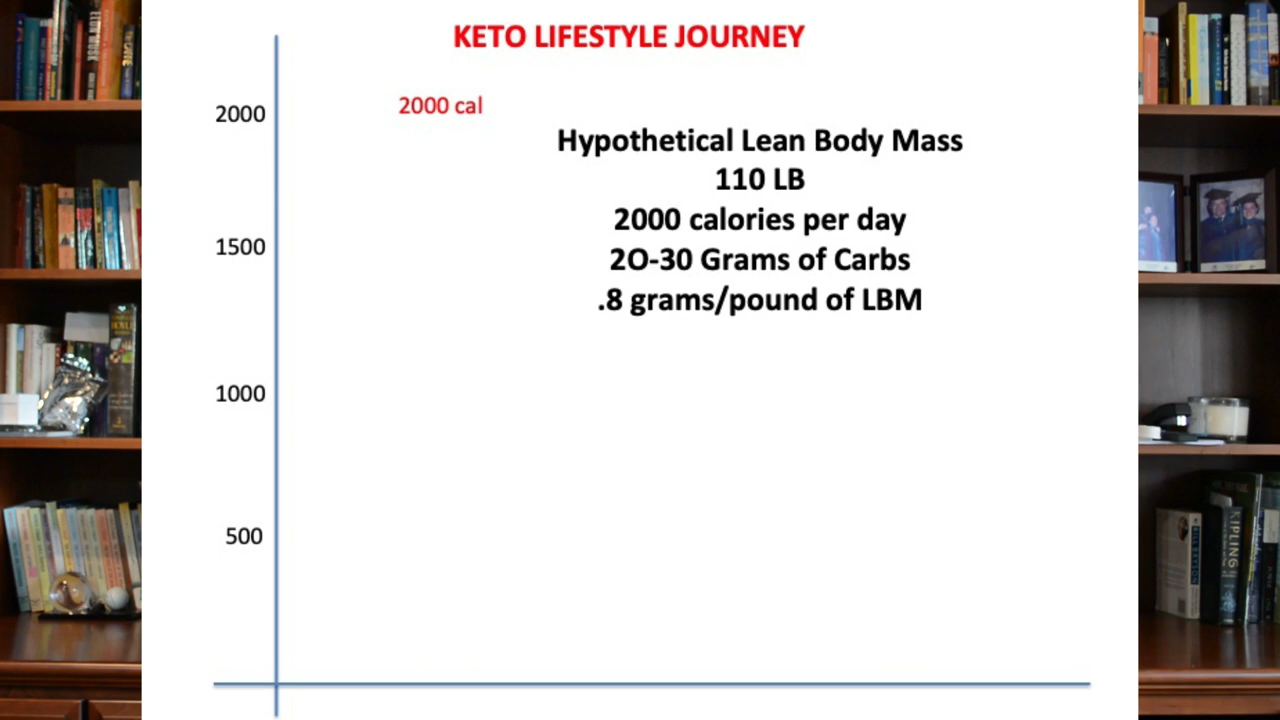 KETO LIFESTYLE JOURNEY
2000
2000 cal
Hypothetical Lean Body Mass
110 LB
2000 calories per day
2O-30 Grams of Carbs
.8 grams/pound of LBM
1500
1000
500
KIPLING